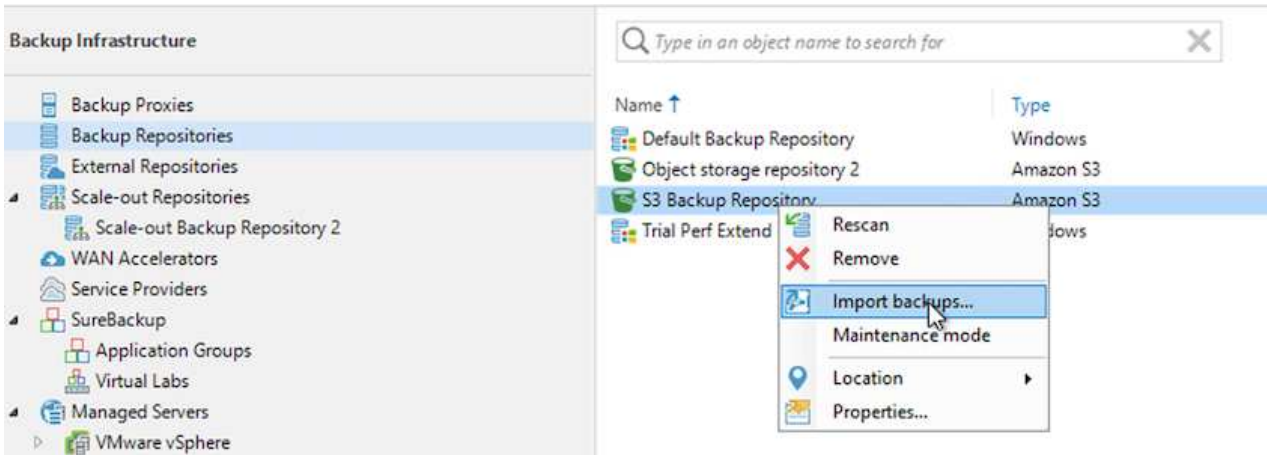 Backup Infrastructure
Backup Proxies
Backup Repositories
External Repositories
Scale-out Repositories
Scale-out Backup Repository 2
WAN Accelerators
Service Providers
SureBackup
Application Groups
Virtual Labs
Managed Servers
VMware vSphere
Type in an object name to search for
Name Type
Default Backup Repository Windows
Object storage repository 2 Amazon S3
S3 Backup Repository Amazon S3
Trial Perf Extend dows
Rescan
Remove
Import backups...
Maintenance mode
Location
Properties...